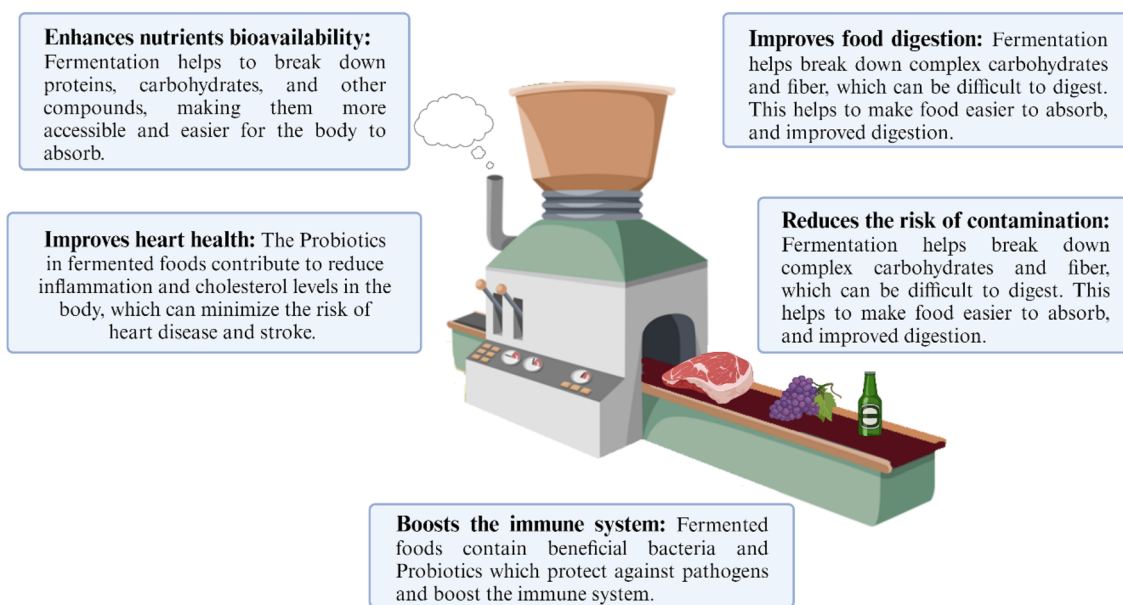 Enhances nutrients bioavailability:
Fermentation helps to break down
proteins, carbohydrates, and other
compounds, making them more
accessible and easier for the body to
absorb.
Improves food digestion: Fermentation
helps break down complex carbohydrates
and fiber, which can be difficult to digest.
This helps to make food easier to absorb,
and improved digestion.
Improves heart health: The Probiotics
in fermented foods contribute to reduce
inflammation and cholesterol levels in the
body, which can minimize the risk of
heart disease and stroke.
Reduces the risk of contamination:
Fermentation helps break down
complex carbohydrates and fiber,
which can be difficult to digest. This
helps to make food easier to absorb,
and improved digestion.
Boosts the immune system: Fermented
foods contain beneficial bacteria and
Probiotics which protect against pathogens
and boost the immune system.